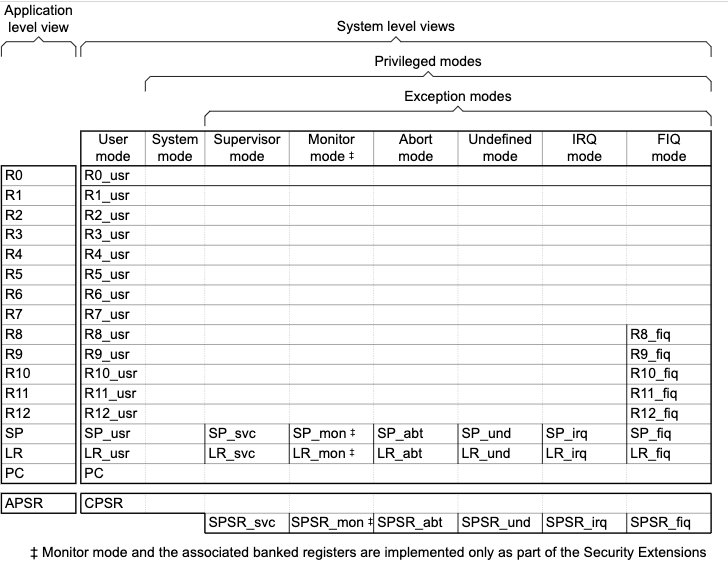 Application
level view
System level views
Privileged modes
Exception modes
User
mode
System
mode
Supervisor
mode
Monitor
mode ‡
Abort
mode
Undefined
mode
IRQ
mode
FIQ
mode
R0 R0_usr
R1 R1_usr
R2 R2_usr
R3 R3_usr
R4 R4_usr
R5 R5_usr
R6 R6_usr
R7 R7_usr
R8 R8_usr R8_fiq
R9 R9_usr R9_fiq
R10 R10_usr R10_fiq
R11 R11_usr R11_fiq
R12 R12_usr R12_fiq
SP SP_usr SP_svc SP_mon ‡ SP_abt SP_und SP_irq SP_fiq
LR LR_usr LR_svc LR_mon ‡ LR_abt LR_und LR_irq LR_fiq
PC PC
APSR CPSR
SPSR_svc SPSR_mon ‡ SPSR_abt SPSR_und SPSR_irq SPSR_fiq
‡ Monitor mode and the associated banked registers are implemented only as part of the Security Extensions